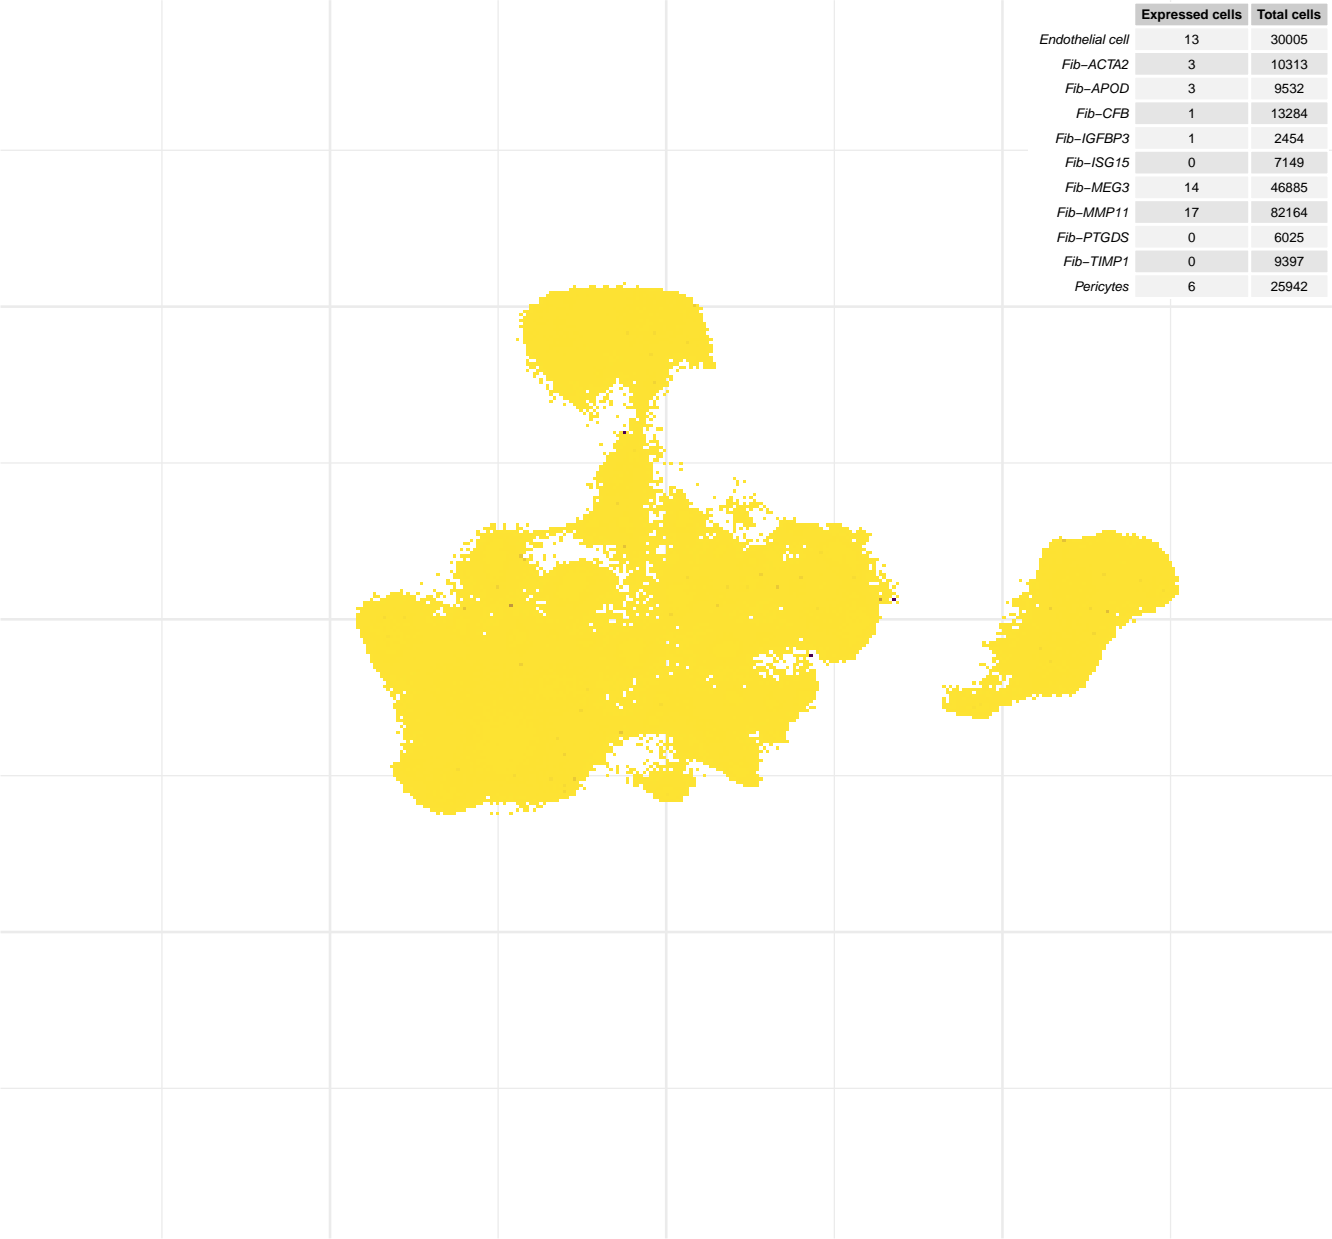 Expressed cells Total cells
Endothelial cell 13 30005
Fib−ACTA2 3 10313
Fib−APOD 3 9532
Fib−CFB 1 13284
Fib−IGFBP3 1 2454
Fib−ISG15 0 7149
Fib−MEG3 14 46885
Fib−MMP11 17 82164
Fib−PTGDS 0 6025
Fib−TIMP1 0 9397
Pericytes 6 25942